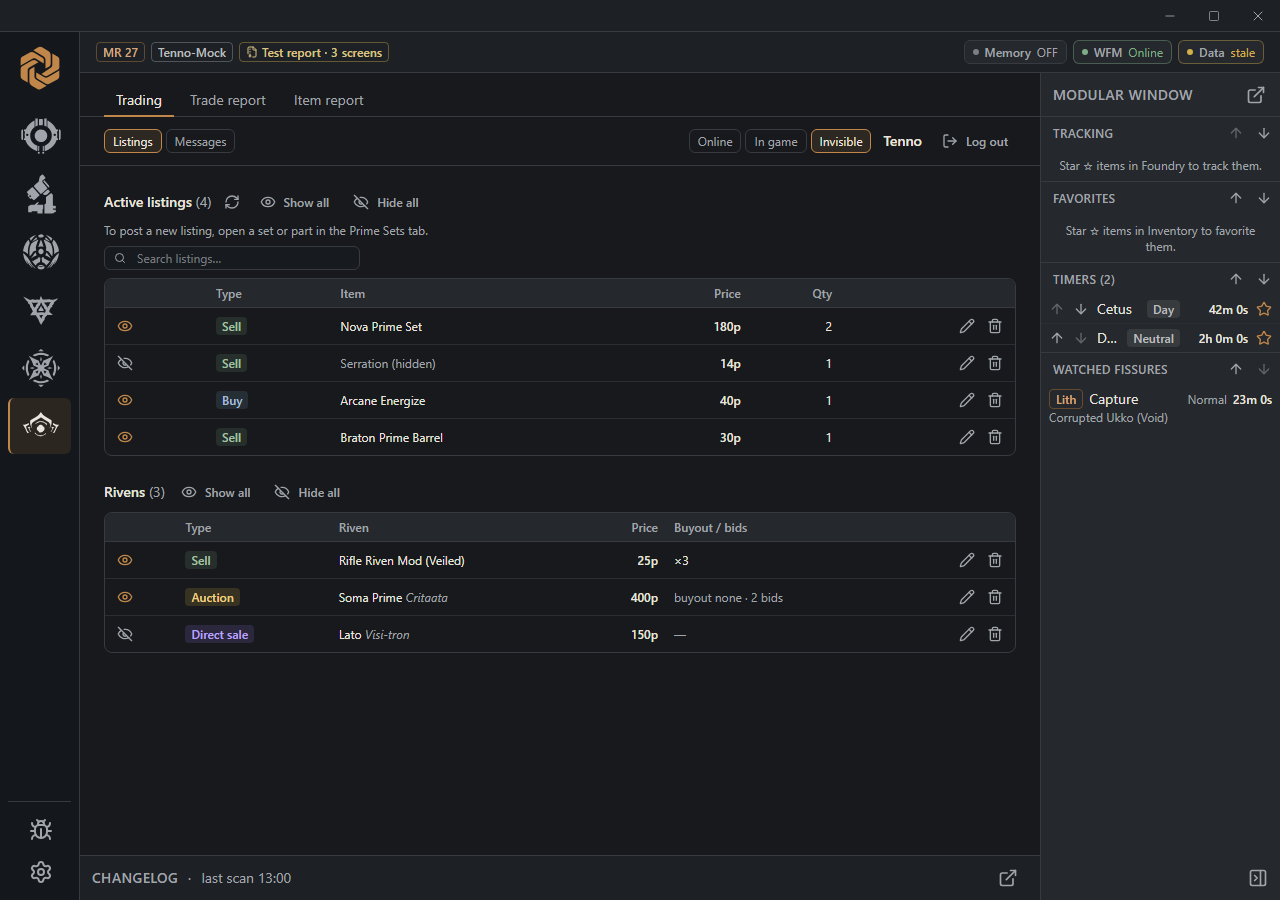 MR 27 Tenno-Mock Test report · 3 screens Memory OFF WFM Online Data stale
Trading Trade report Item report
Listings Messages Online In game Invisible Tenno Log out
Active listings (4) Show all Hide all
To post a new listing, open a set or part in the Prime Sets tab.
Search listings...
Type Item Price Qty
Sell Nova Prime Set 180p 2
Sell Serration (hidden) 14p 1
Buy Arcane Energize 40p 1
Sell Braton Prime Barrel 30p 1
Rivens (3) Show all Hide all
Type Riven Price Buyout / bids
Sell Rifle Riven Mod (Veiled) 25p ×3
Auction Soma Prime Critaata 400p buyout none · 2 bids
Direct sale Lato Visi-tron 150p —
CHANGELOG · last scan 13:00
MODULAR WINDOW
TRACKING
Star ☆ items in Foundry to track them.
FAVORITES
Star ☆ items in Inventory to favorite
them.
TIMERS (2)
Cetus Day 42m 0s
D... Neutral 2h 0m 0s
WATCHED FISSURES
Lith Capture Normal 23m 0s
Corrupted Ukko (Void)